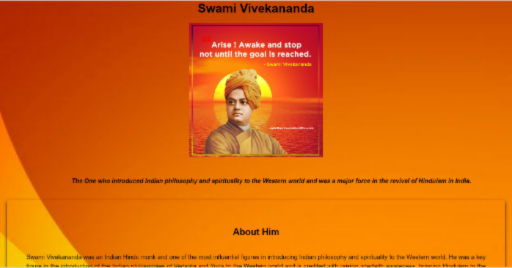 Swami Vivekananda
Arise ! Awake and stop
not until the goal is reached.
- Swami Vivekananda
The One who introduced Indian philosophy and spirituality to the Western world and was a major force in the revival of Hinduism in India.
About Him
Swami Vivekananda was an Indian Hindu monk and one of the most influential figures in introducing Indian philosophy and spirituality to the Western world. He was a key
figure in the introduction of the Indian philosophies of Vedanta and Yoga to the Western world and is credited with raising interfaith awareness, bringing Hinduism to the